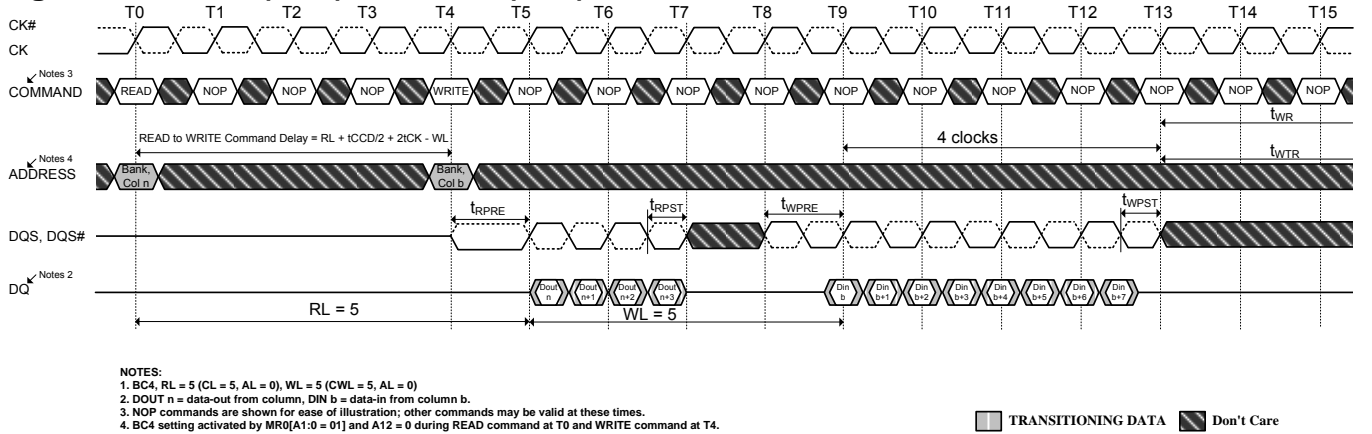 T0 T1 T2 T3 T4 T5 T6 T7 T8 T9 T10 T11 T12 T13 T14 T15
CK#
CK
Notes 3
COMMAND READ NOP NOP NOP WRITE NOP NOP NOP NOP NOP NOP NOP NOP NOP NOP NOP
tWR
READ to WRITE Command Delay = RL + tCCD/2 + 2tCK - WL
4 clocks
tWTR
Notes 4
ADDRESS
Bank, Col n
Bank, Col b
tRPRE tRPST tWPRE tWPST
DQS, DQS#
Notes 2
DQ
Dout n
Dout n+1
Dout n+2
Dout n+3
Din b
Din b+1
Din b+2
Din b+3
Din b+4
Din b+5
Din b+6
Din b+7
RL = 5 WL = 5
NOTES:
1. BC4, RL = 5 (CL = 5, AL = 0), WL = 5 (CWL = 5, AL = 0)
2. DOUT n = data-out from column, DIN b = data-in from column b.
3. NOP commands are shown for ease of illustration; other commands may be valid at these times.
4. BC4 setting activated by MR0[A1:0 = 01] and A12 = 0 during READ command at T0 and WRITE command at T4.
TRANSITIONING DATA Don't Care